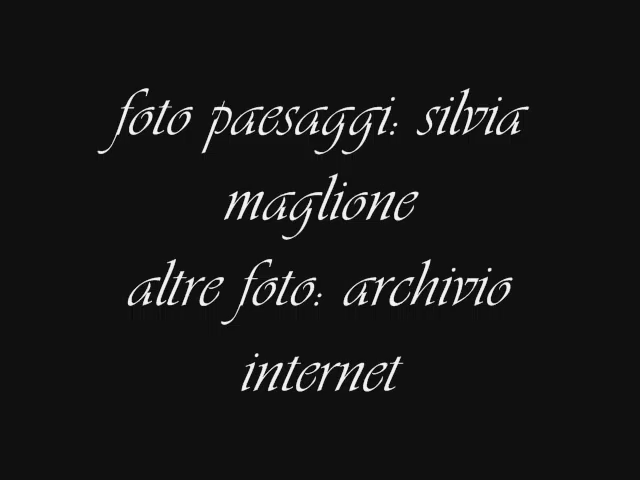 foto paesaggi: silvia
maglione
altre foto: archivio
internet